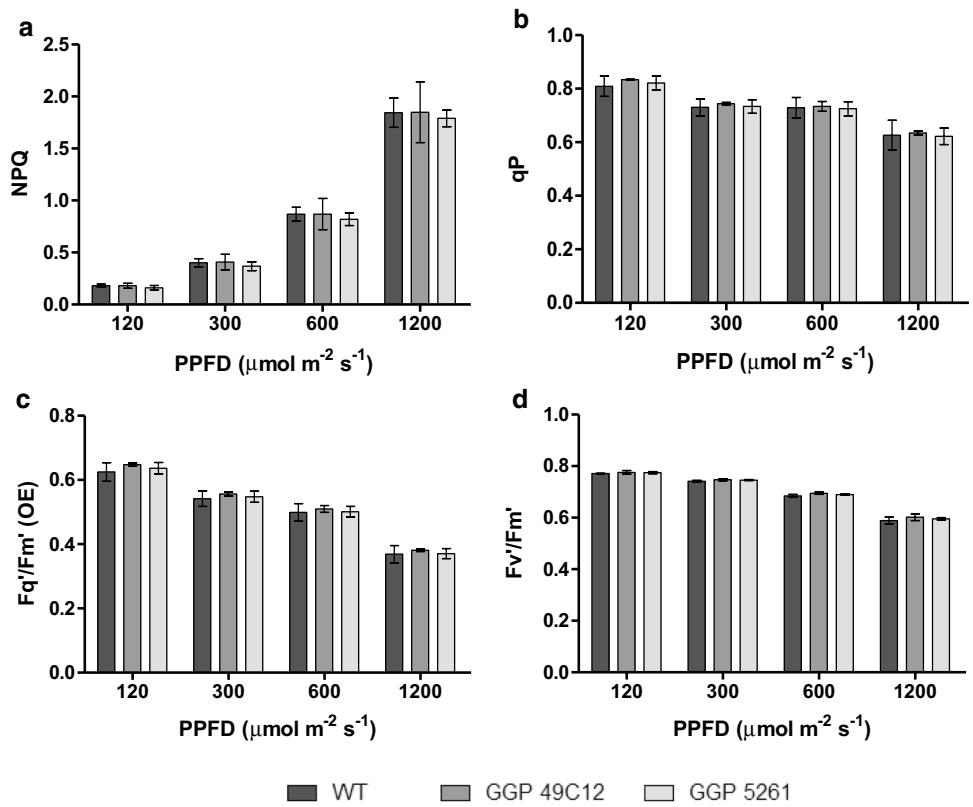 a
2.5
2.0
1.5
1.0
0.5
0.0
NPQ
120 300 600 1200
PPFD (μmol m⁻² s⁻¹)
b
1.0
0.8
0.6
0.4
0.2
0.0
qP
120 300 600 1200
PPFD (μmol m⁻² s⁻¹)
c
0.8
0.6
0.4
0.2
0.0
Fq'/Fm' (OE)
120 300 600 1200
PPFD (μmol m⁻² s⁻¹)
d
1.0
0.8
0.6
0.4
0.2
0.0
Fv'/Fm'
120 300 600 1200
PPFD (μmol m⁻² s⁻¹)
WT GGP 49C12 GGP 5261